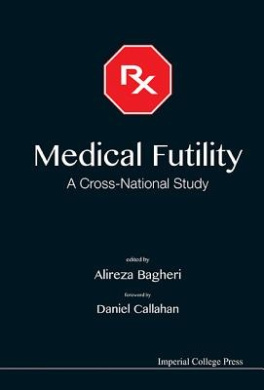 Rx
Medical Futility
A Cross-National Study
edited by
Alireza Bagheri
foreword by
Daniel Callahan
Imperial College Press